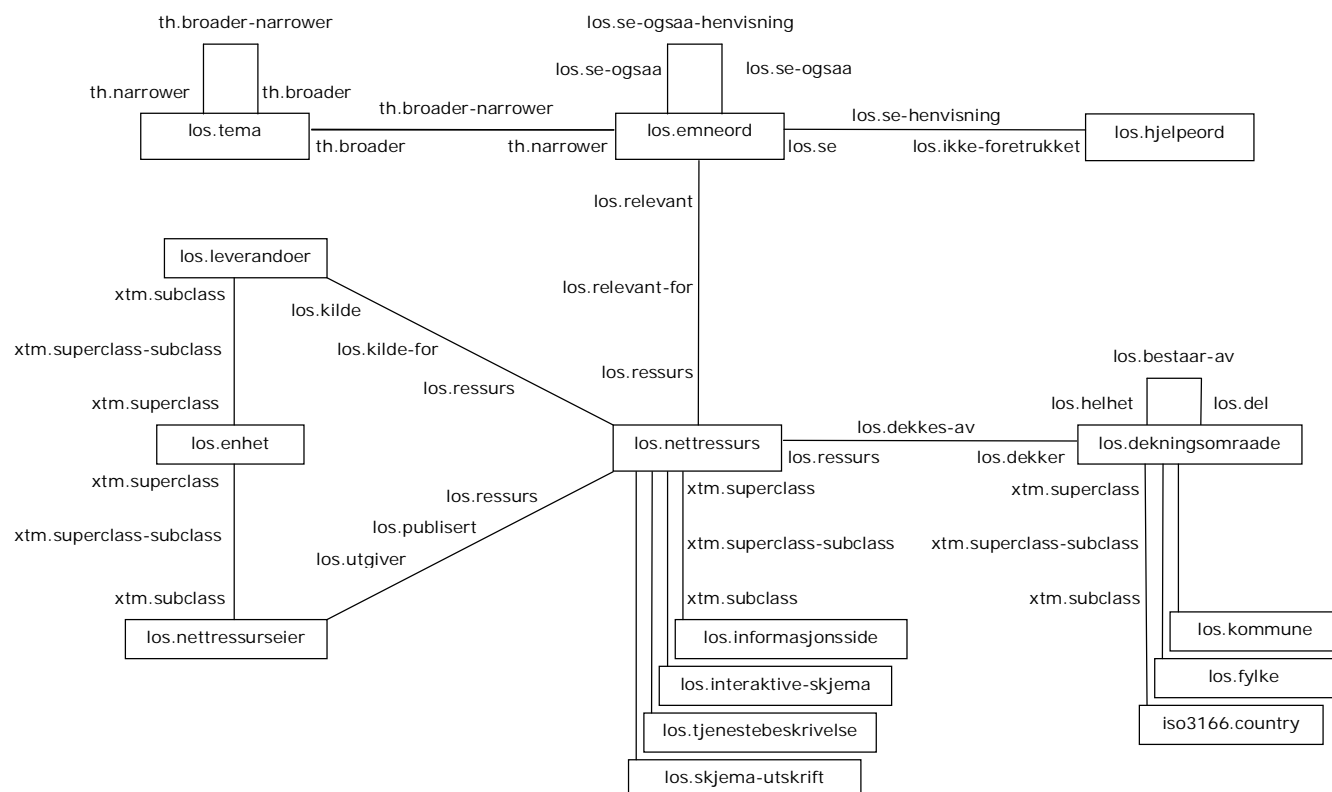 th.broader-narrower
los.se-ogsaa-henvisning
los.se-ogsaa
los.se-ogsaa
th.narrower
th.broader
th.broader-narrower
los.se-henvisning
los.tema
los.emneord
los.hjelpeord
th.broader
th.narrower
los.se
los.ikke-foretrukket
los.relevant
los.leverandoer
los.relevant-for
xtm.subclass
los.kilde
xtm.superclass-subclass
los.kilde-for
los.bestaar-av
los.ressurs
los.ressurs
xtm.superclass
los.helhet
los.del
los.dekkes-av
los.enhet
los.nettressurs
los.dekningsomraade
los.ressurs
los.dekker
xtm.superclass
los.ressurs
xtm.superclass
xtm.superclass
los.publisert
xtm.superclass-subclass
xtm.superclass-subclass
xtm.superclass-subclass
los.utgiver
xtm.subclass
xtm.subclass
xtm.subclass
los.nettressurseier
los.informasjonsside
los.kommune
los.interaktive-skjema
los.fylke
los.tjenestebeskrivelse
iso3166.country
los.skjema-utskrift